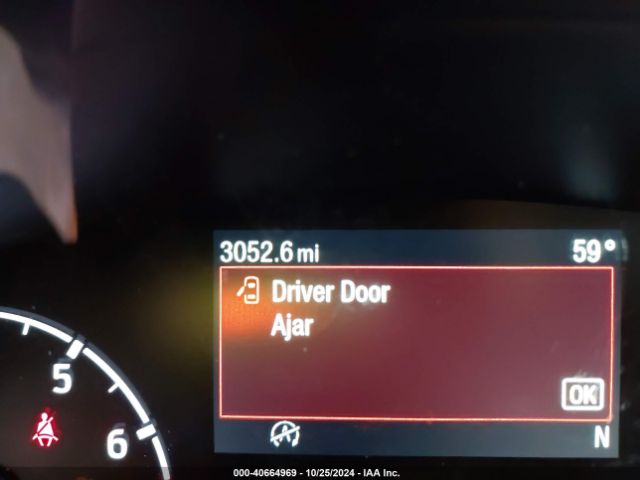 3052.6 mi 59°
Driver Door
Ajar
OK
5
6
A
N
000-40664969 - 10/25/2024 - IAA Inc.